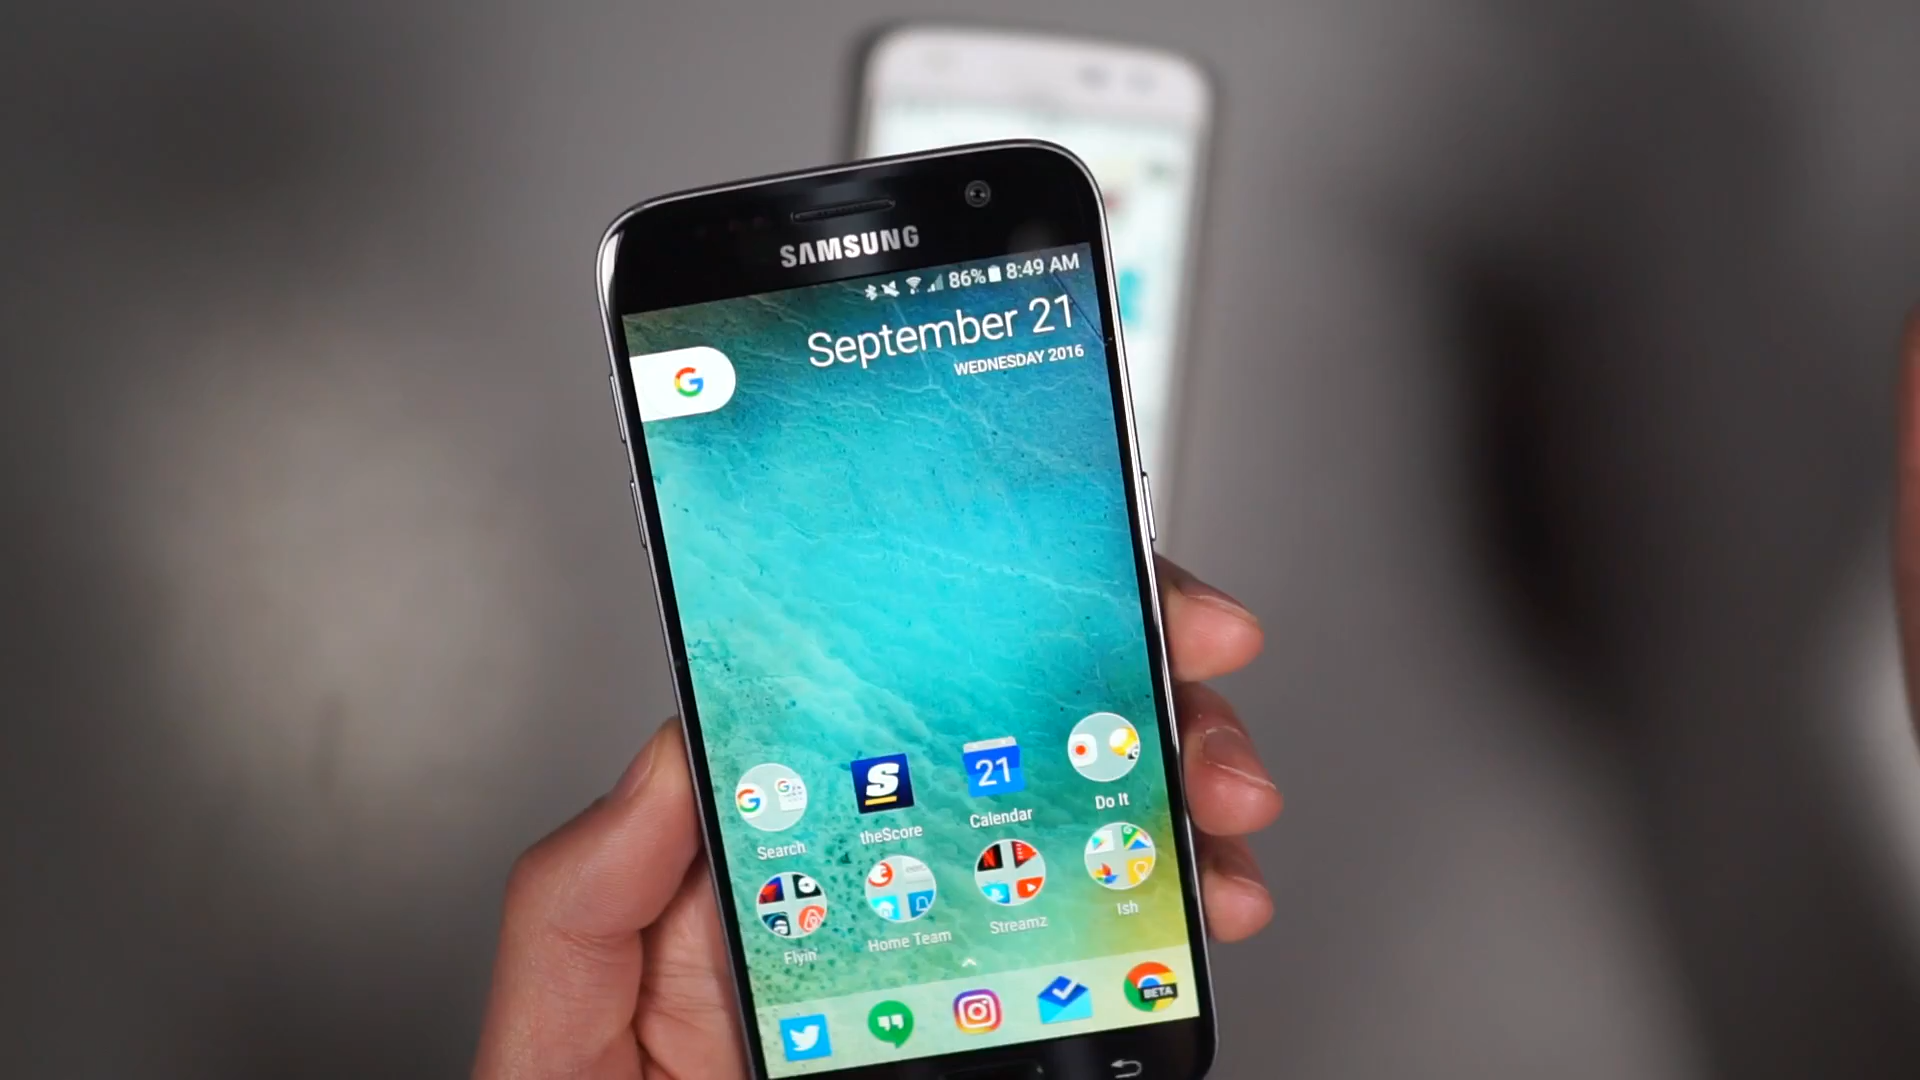 SAMSUNG
86% 8:49 AM
September 21
WEDNESDAY 2016
G
S
21
Search
theScore
Calendar
Do It
Flyin'
Home Team
Streamz
Ish
BETA